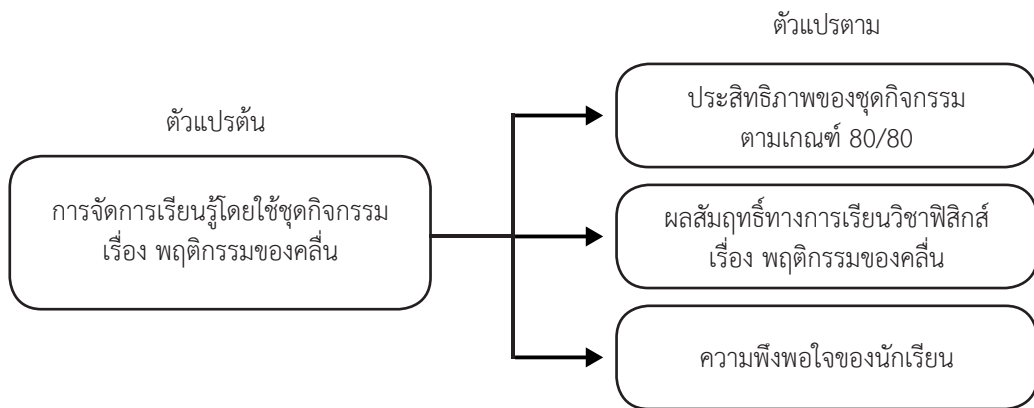 ตัวแปรต้น
การจัดการเรียนรู้โดยใช้ชุดกิจกรรม
เรื่อง พฤติกรรมของคลื่น
ตัวแปรตาม
ประสิทธิภาพของชุดกิจกรรม
ตามเกณฑ์ 80/80
ผลสัมฤทธิ์ทางการเรียนวิชาฟิสิกส์
เรื่อง พฤติกรรมของคลื่น
ความพึงพอใจของนักเรียน